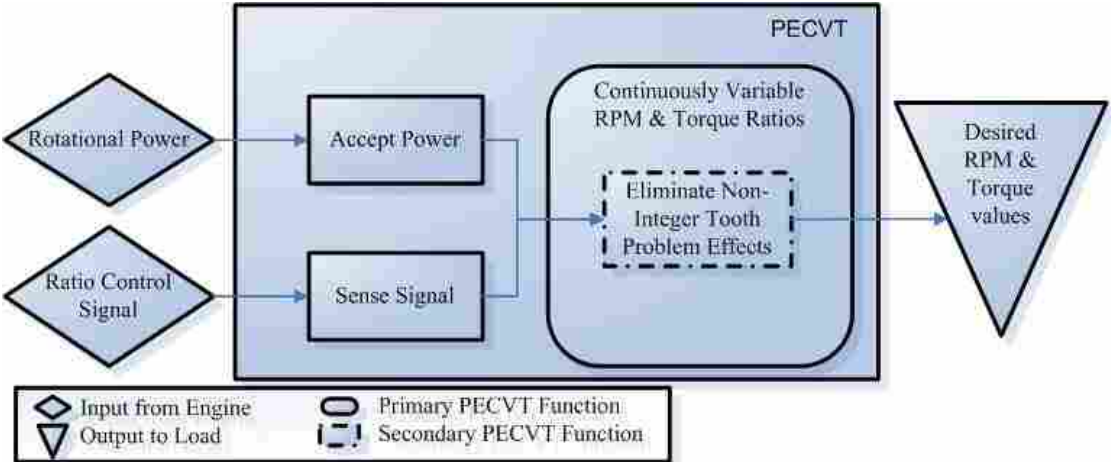 PECVT
Rotational Power
Accept Power
Continuously Variable
RPM & Torque Ratios
Eliminate Non-
Integer Tooth
Problem Effects
Desired
RPM &
Torque
values
Ratio Control
Signal
Sense Signal
Input from Engine
Output to Load
Primary PECVT Function
Secondary PECVT Function